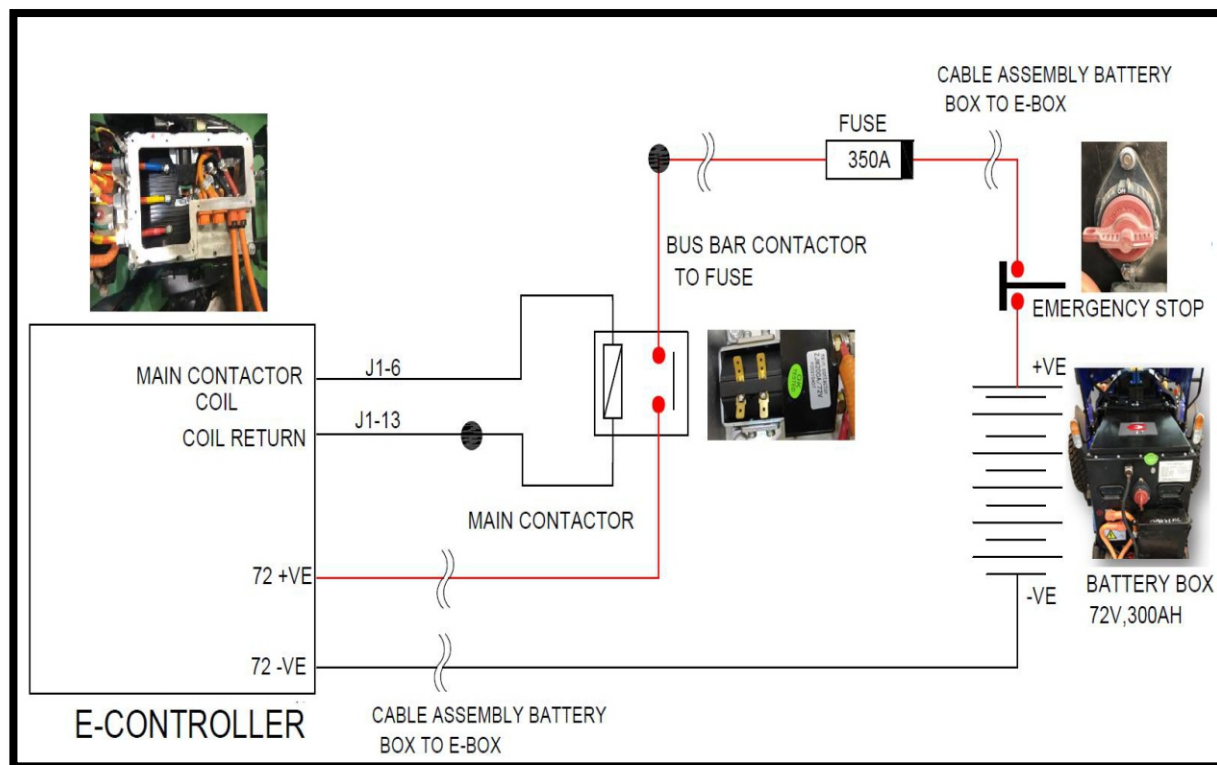 CABLE ASSEMBLY BATTERY
BOX TO E-BOX
FUSE
350A
BUS BAR CONTACTOR
TO FUSE
EMERGENCY STOP
MAIN CONTACTOR
COIL
J1-6
COIL RETURN
J1-13
+VE
MAIN CONTACTOR
72 +VE
BATTERY BOX
72V,300AH
-VE
72 -VE
E-CONTROLLER
CABLE ASSEMBLY BATTERY
BOX TO E-BOX